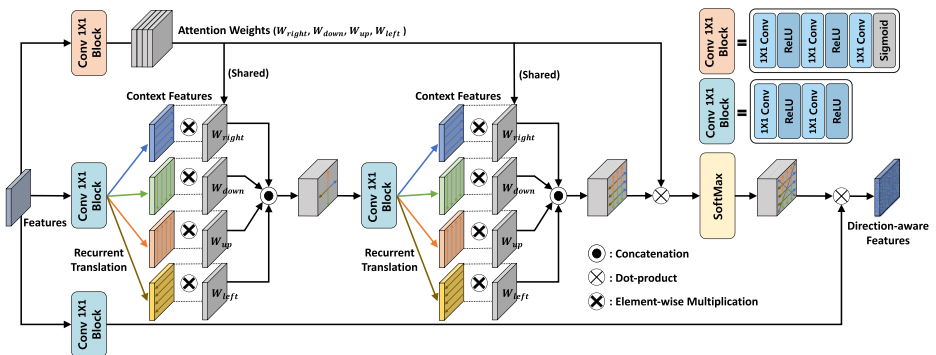 Conv 1X1
Block
Attention Weights (W_right, W_down, W_up, W_left )
(Shared)
(Shared)
Context Features
Context Features
W_right
W_down
W_up
W_left
W_right
W_down
W_up
W_left
Features
Conv 1X1
Block
Recurrent
Translation
Conv 1X1
Block
Recurrent
Translation
Conv 1X1
Block
SoftMax
Direction-aware
Features
: Concatenation
: Dot-product
: Element-wise Multiplication
Conv 1X1
Block
=
1X1 Conv
ReLU
1X1 Conv
ReLU
1X1 Conv
Sigmoid
Conv 1X1
Block
=
1X1 Conv
ReLU
1X1 Conv
ReLU